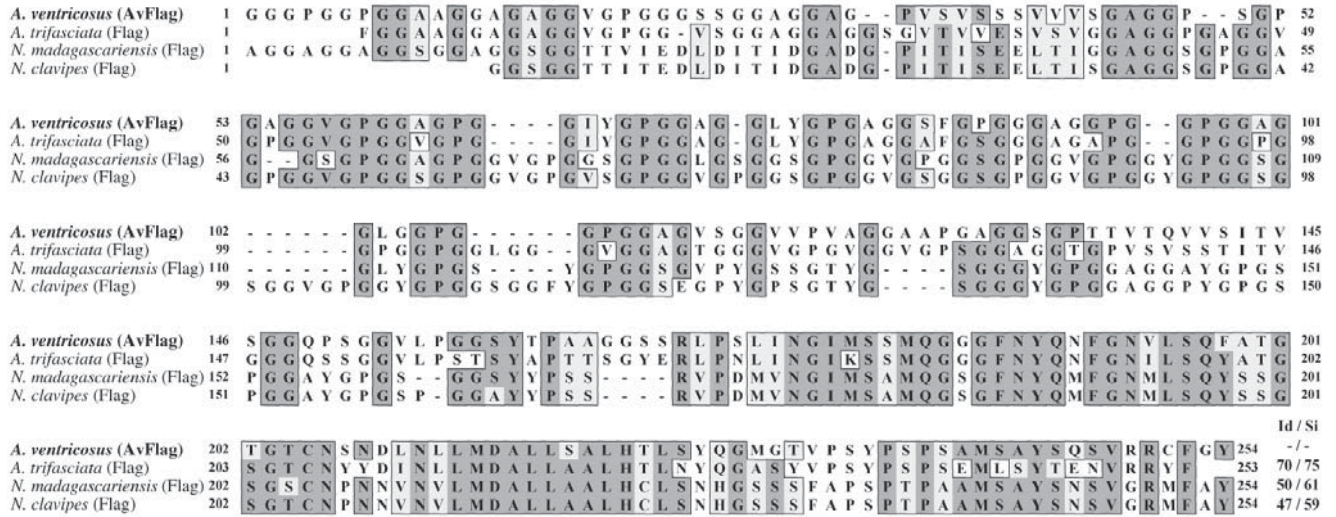 A. ventricosus (AvFlag) 1 G G G P G G P G G A A G G A G A G G V G P G G G S S G G A G G A G - - P V S V S S S V V V S G A G G P - - S G P 52
A. trifasciata (Flag) 1 F G G A A G G A G A G G V G P G G - V S G G A V G G A G G S G V T V V E S V S V G G A G G P G A G G V 49
N. madagascariensis (Flag) 1 A G G A G G A G G S G G A G G S G G T T V I E D L D I T I D G A D G - P I T I S E E L T I G G A G G S G P G G A 55
N. clavipes (Flag) 1 G G S G G T T I T E D L D I T I D G A D G - P I T I S E E L T I S G A G G S G P G G A 42
A. ventricosus (AvFlag) 53 G A G G V G P G G A G P G - - - - G I Y G P G G A G - G L Y G P G A G G S F G P G G G A G G P G - - G P G G A G 101
A. trifasciata (Flag) 50 G P G G V G P G G V G P G - - - - G I Y G P G G A G - G L Y G P G A G G A F G S G G G A G A P G - - G P G G P G 98
N. madagascariensis (Flag) 56 G - - S G P G G A G P G G V G P G G S G P G G L G S G G S G P G G V G P G G S G P G G V G P G G Y G P G G S G 109
N. clavipes (Flag) 43 G P G G V G P G G S G P G G V G P G V S G P G G V G P G G S G P G G V G S G G S G P G G V G P G G Y G P G G S G 98
A. ventricosus (AvFlag) 102 - - - - - - G L G G P G - - - - - G P G G A G V S G G V V P V A G G A A P G A G G S G P T T V T Q V V S I T V 145
A. trifasciata (Flag) 99 - - - - - - G P G G P G G L G G - G V G G A G T G G G V G P G V G G V G P S G G A G G T G P V S V S S T I T V 146
N. madagascariensis (Flag) 110 - - - - - - G L Y G P G S - - - Y G P G G S G V P Y G S S G T Y G - - - - S G G G Y G P G G A G G A Y G P G S 151
N. clavipes (Flag) 99 S G G V G P G G Y G P G G S G G F Y G P G G S E G P Y G P S G T Y G - - - - S G G G Y G P G G A G G P Y G P G S 150
A. ventricosus (AvFlag) 146 S G G Q P S G G V L P G G S Y T P A A G G S S R L P S L I N G I M S S M Q G G G F N Y Q N F G N V L S Q F A T G 201
A. trifasciata (Flag) 147 G G G Q S S G G V L P S T S Y A P T T S G Y E R L P N L I N G I K S S M Q G G G F N Y Q N F G N I L S Q Y A T G 202
N. madagascariensis (Flag) 152 P G G A Y G P G S - G G S Y Y P S S - - - - R V P D M V N G I M S A M Q G S G F N Y Q M F G N M L S Q Y S S G 201
N. clavipes (Flag) 151 P G G A Y G P G S P - G G A Y Y P S S - - - - R V P D M V N G I M S A M Q G S G F N Y Q M F G N M L S Q Y S S G 201
Id / Si
A. ventricosus (AvFlag) 202 T G T C N S N D L N L L M D A L L S A L H T L S Y Q G M G T V P S Y P S P S A M S A Y S Q S V R R C F G Y 254 - / -
A. trifasciata (Flag) 203 S G T C N Y Y D I N L L M D A L L A A L H T L N Y Q G A S Y V P S Y P S P S E M L S Y T E N V R R Y F 253 70 / 75
N. madagascariensis (Flag) 202 S G S C N P N N V N V L M D A L L A A L H C L S N H G S S S F A P S P T P A A M S A Y S N S V G R M F A Y 254 50 / 61
N. clavipes (Flag) 202 S G T C N P N N V N V L M D A L L A A L H C L S N H G S S S F A P S P T P A A M S A Y S N S V G R M F A Y 254 47 / 59